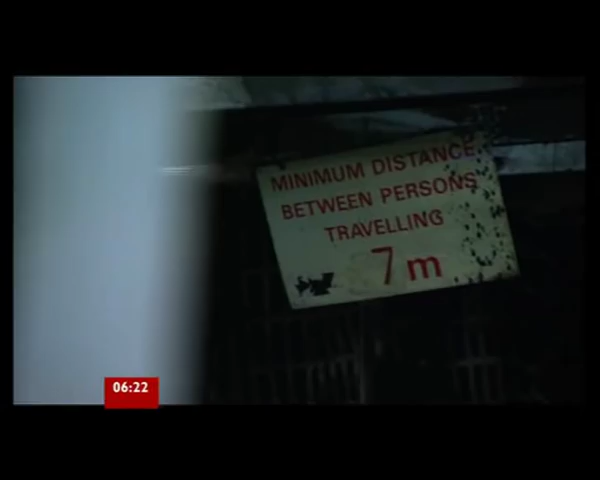 MINIMUM DISTANCE
BETWEEN PERSONS
TRAVELLING
7 m
06:22